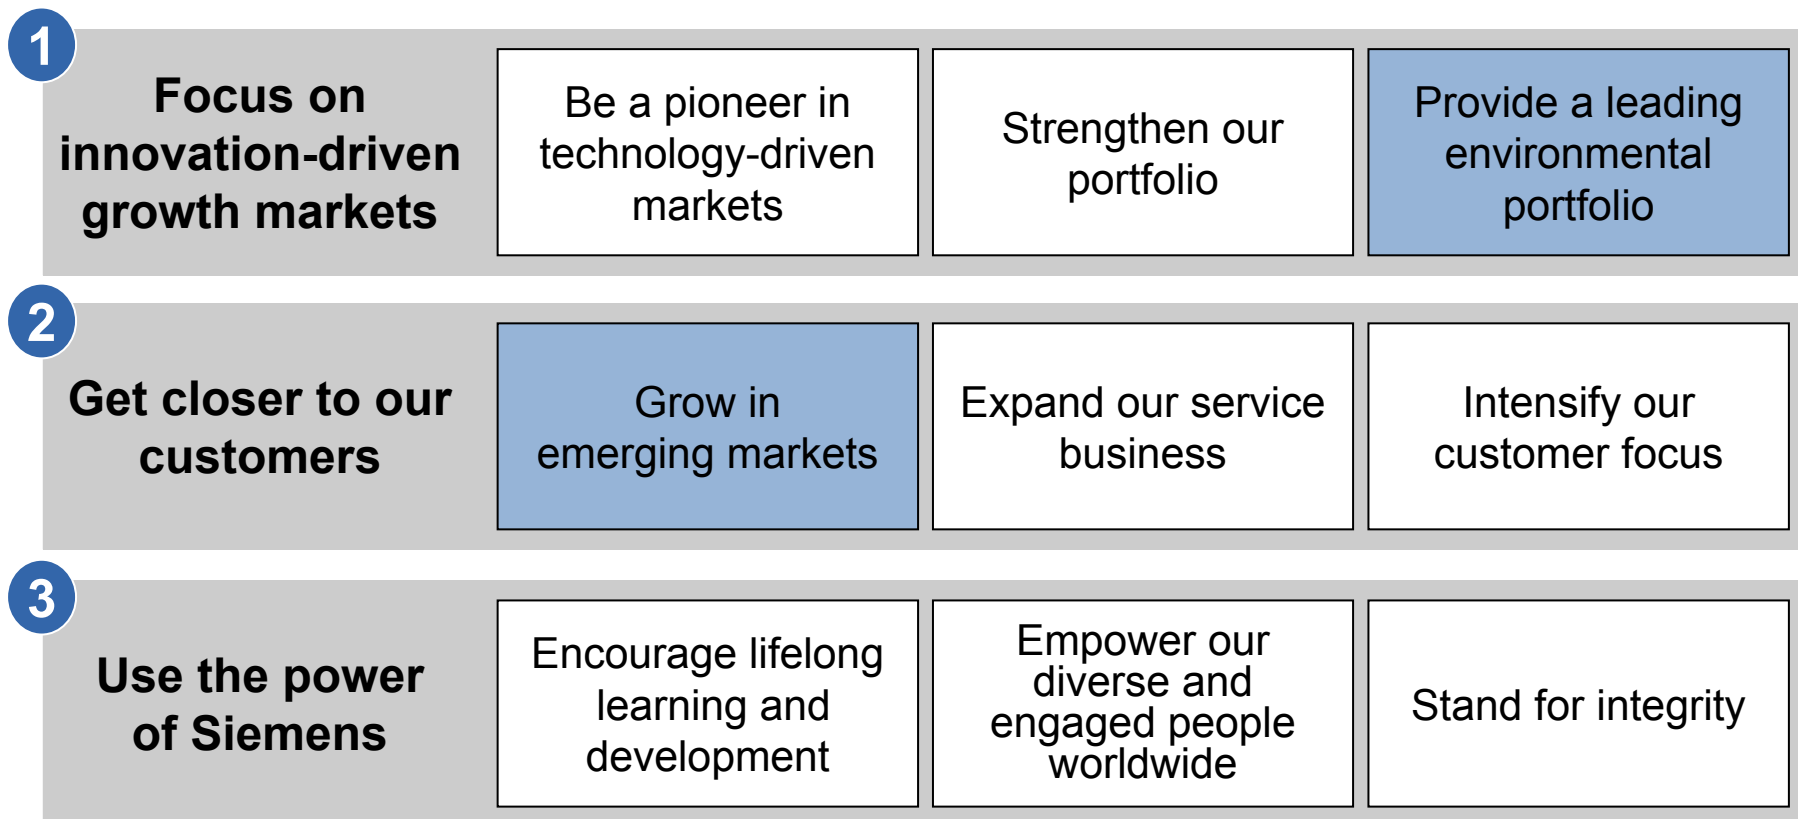 1
Focus on
innovation-driven
growth markets
Be a pioneer in
technology-driven
markets
Strengthen our
portfolio
Provide a leading
environmental
portfolio
2
Get closer to our
customers
Grow in
emerging markets
Expand our service
business
Intensify our
customer focus
3
Use the power
of Siemens
Encourage lifelong
learning and
development
Empower our
diverse and
engaged people
worldwide
Stand for integrity